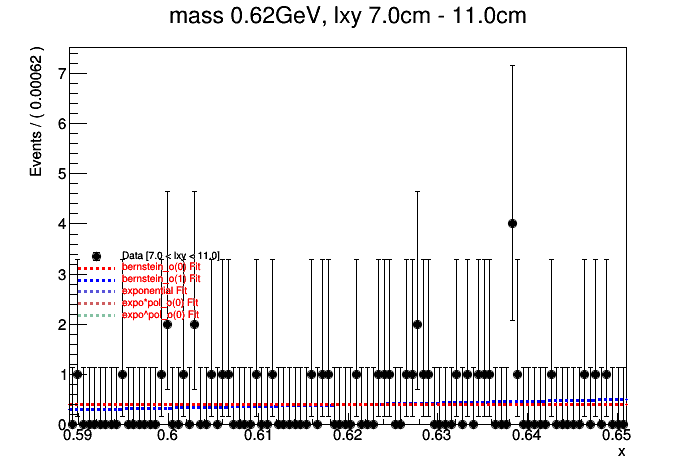 mass 0.62GeV, lxy 7.0cm - 11.0cm
Events / ( 0.00062 )
7
6
5
4
3
2
1
0
Data [7.0 < lxy < 11.0]
bernstein_o(0) Fit
bernstein_o(1) Fit
exponential Fit
expo*pol_o(0) Fit
expo^pol_o(0) Fit
0.59 0.6 0.61 0.62 0.63 0.64 0.65
x